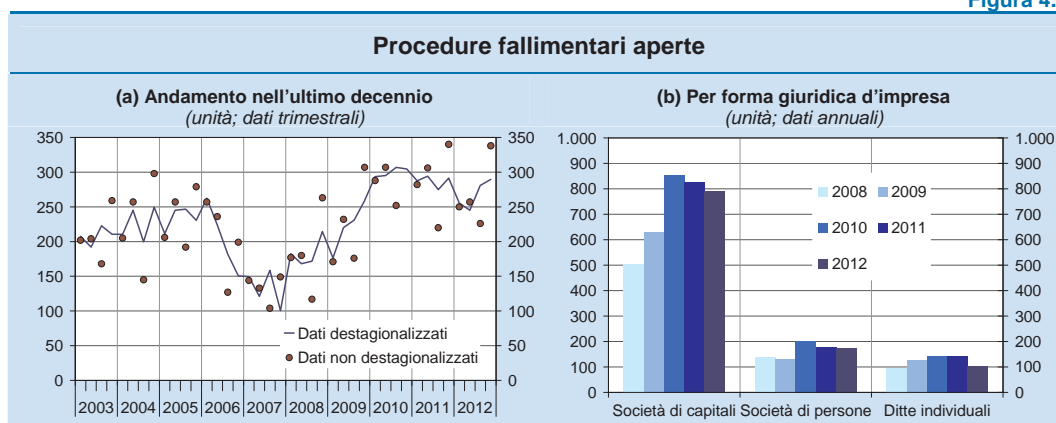 Figura 4.
Procedure fallimentari aperte
(a) Andamento nell'ultimo decennio
(unità; dati trimestrali)
350 350
300 300
250 250
200 200
150 150
100 100
50 50
0 0
Dati destagionalizzati
Dati non destagionalizzati
2003 2004 2005 2006 2007 2008 2009 2010 2011 2012
(b) Per forma giuridica d'impresa
(unità; dati annuali)
1.000 1.000
900 900
800 800
700 700
600 600
500 500
400 400
300 300
200 200
100 100
0 0
2008 2009
2010 2011
2012
Società di capitali Società di persone Ditte individuali